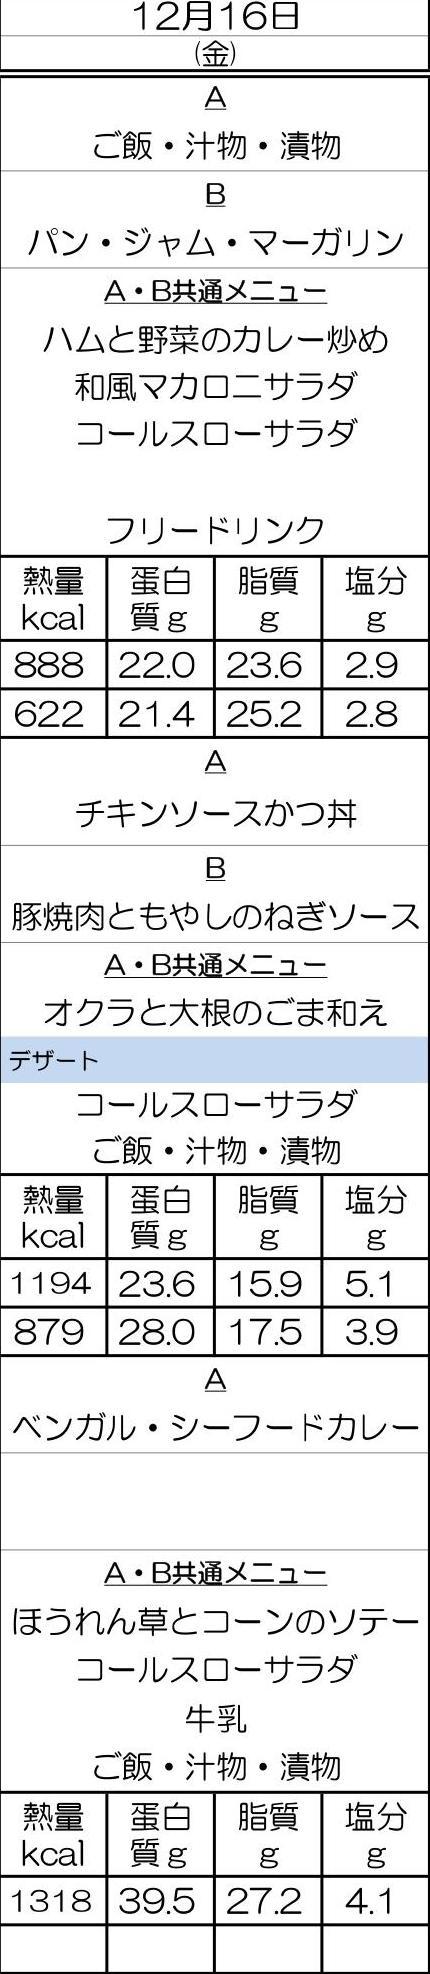 12月16日
(金)
A
ご飯・汁物・漬物
B
パン・ジャム・マーガリン
A・B共通メニュー
ハムと野菜のカレー炒め
和風マカロニサラダ
コールスローサラダ
フリードリンク
熱量 kcal 蛋白質g 脂質g 塩分g
888 22.0 23.6 2.9
622 21.4 25.2 2.8
A
チキンソースかつ丼
B
豚焼肉ともやしのねぎソース
A・B共通メニュー
オクラと大根のごま和え
デザート
コールスローサラダ
ご飯・汁物・漬物
熱量 kcal 蛋白質g 脂質g 塩分g
1194 23.6 15.9 5.1
879 28.0 17.5 3.9
A
ベンガル・シーフードカレー
A・B共通メニュー
ほうれん草とコーンのソテー
コールスローサラダ
牛乳
ご飯・汁物・漬物
熱量 kcal 蛋白質g 脂質g 塩分g
1318 39.5 27.2 4.1